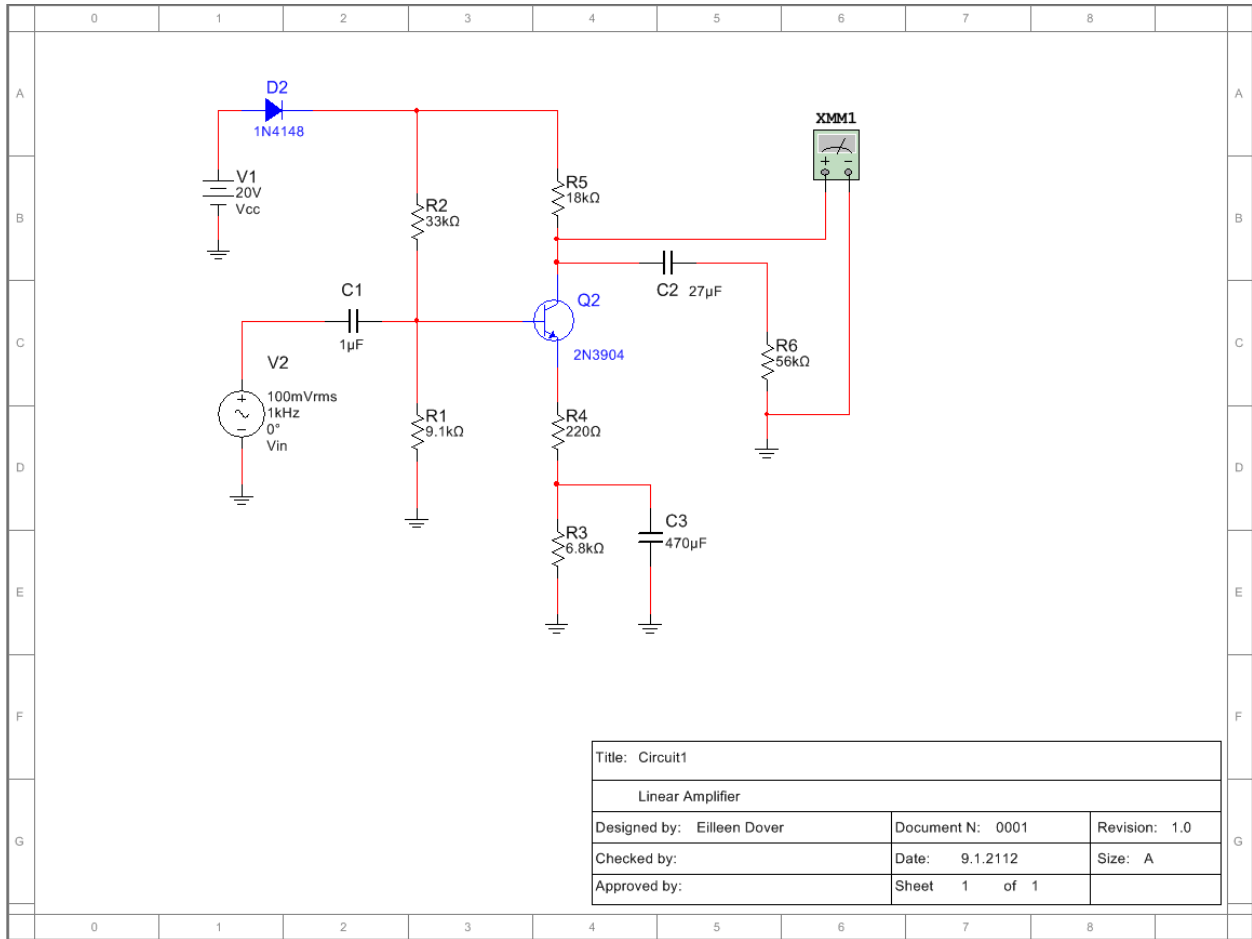 0 1 2 3 4 5 6 7 8
A A
B B
C C
D D
E E
F F
G G
D2
1N4148
V1
20V
Vcc
R2
33kΩ
R5
18kΩ
XMM1
+ −
C2 27µF
C1
1µF
Q2
2N3904
R6
56kΩ
V2
100mVrms
1kHz
0°
Vin
R1
9.1kΩ
R4
220Ω
R3
6.8kΩ
C3
470µF
Title: Circuit1
Linear Amplifier
Designed by: Eilleen Dover Document N: 0001 Revision: 1.0
Checked by: Date: 9.1.2112 Size: A
Approved by: Sheet 1 of 1
0 1 2 3 4 5 6 7 8